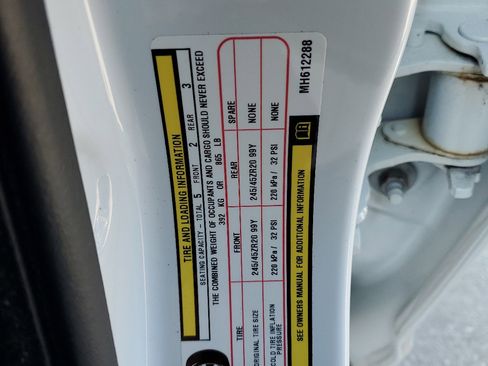 TIRE AND LOADING INFORMATION
SEATING CAPACITY - TOTAL 5 FRONT 2 REAR 3
THE COMBINED WEIGHT OF OCCUPANTS AND CARGO SHOULD NEVER EXCEED
392 KG OR 865 LB
TIRE FRONT REAR SPARE
ORIGINAL TIRE SIZE 245/45ZR20 99Y 245/45ZR20 99Y NONE
COLD TIRE INFLATION PRESSURE 220 kPa / 32 PSI 220 kPa / 32 PSI NONE
SEE OWNERS MANUAL FOR ADDITIONAL INFORMATION
MH612288